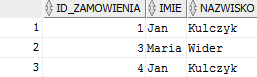 ID_ZAMOWIENIA IMIE NAZWISKO
1 1 Jan Kulczyk
2 3 Maria Wider
3 4 Jan Kulczyk